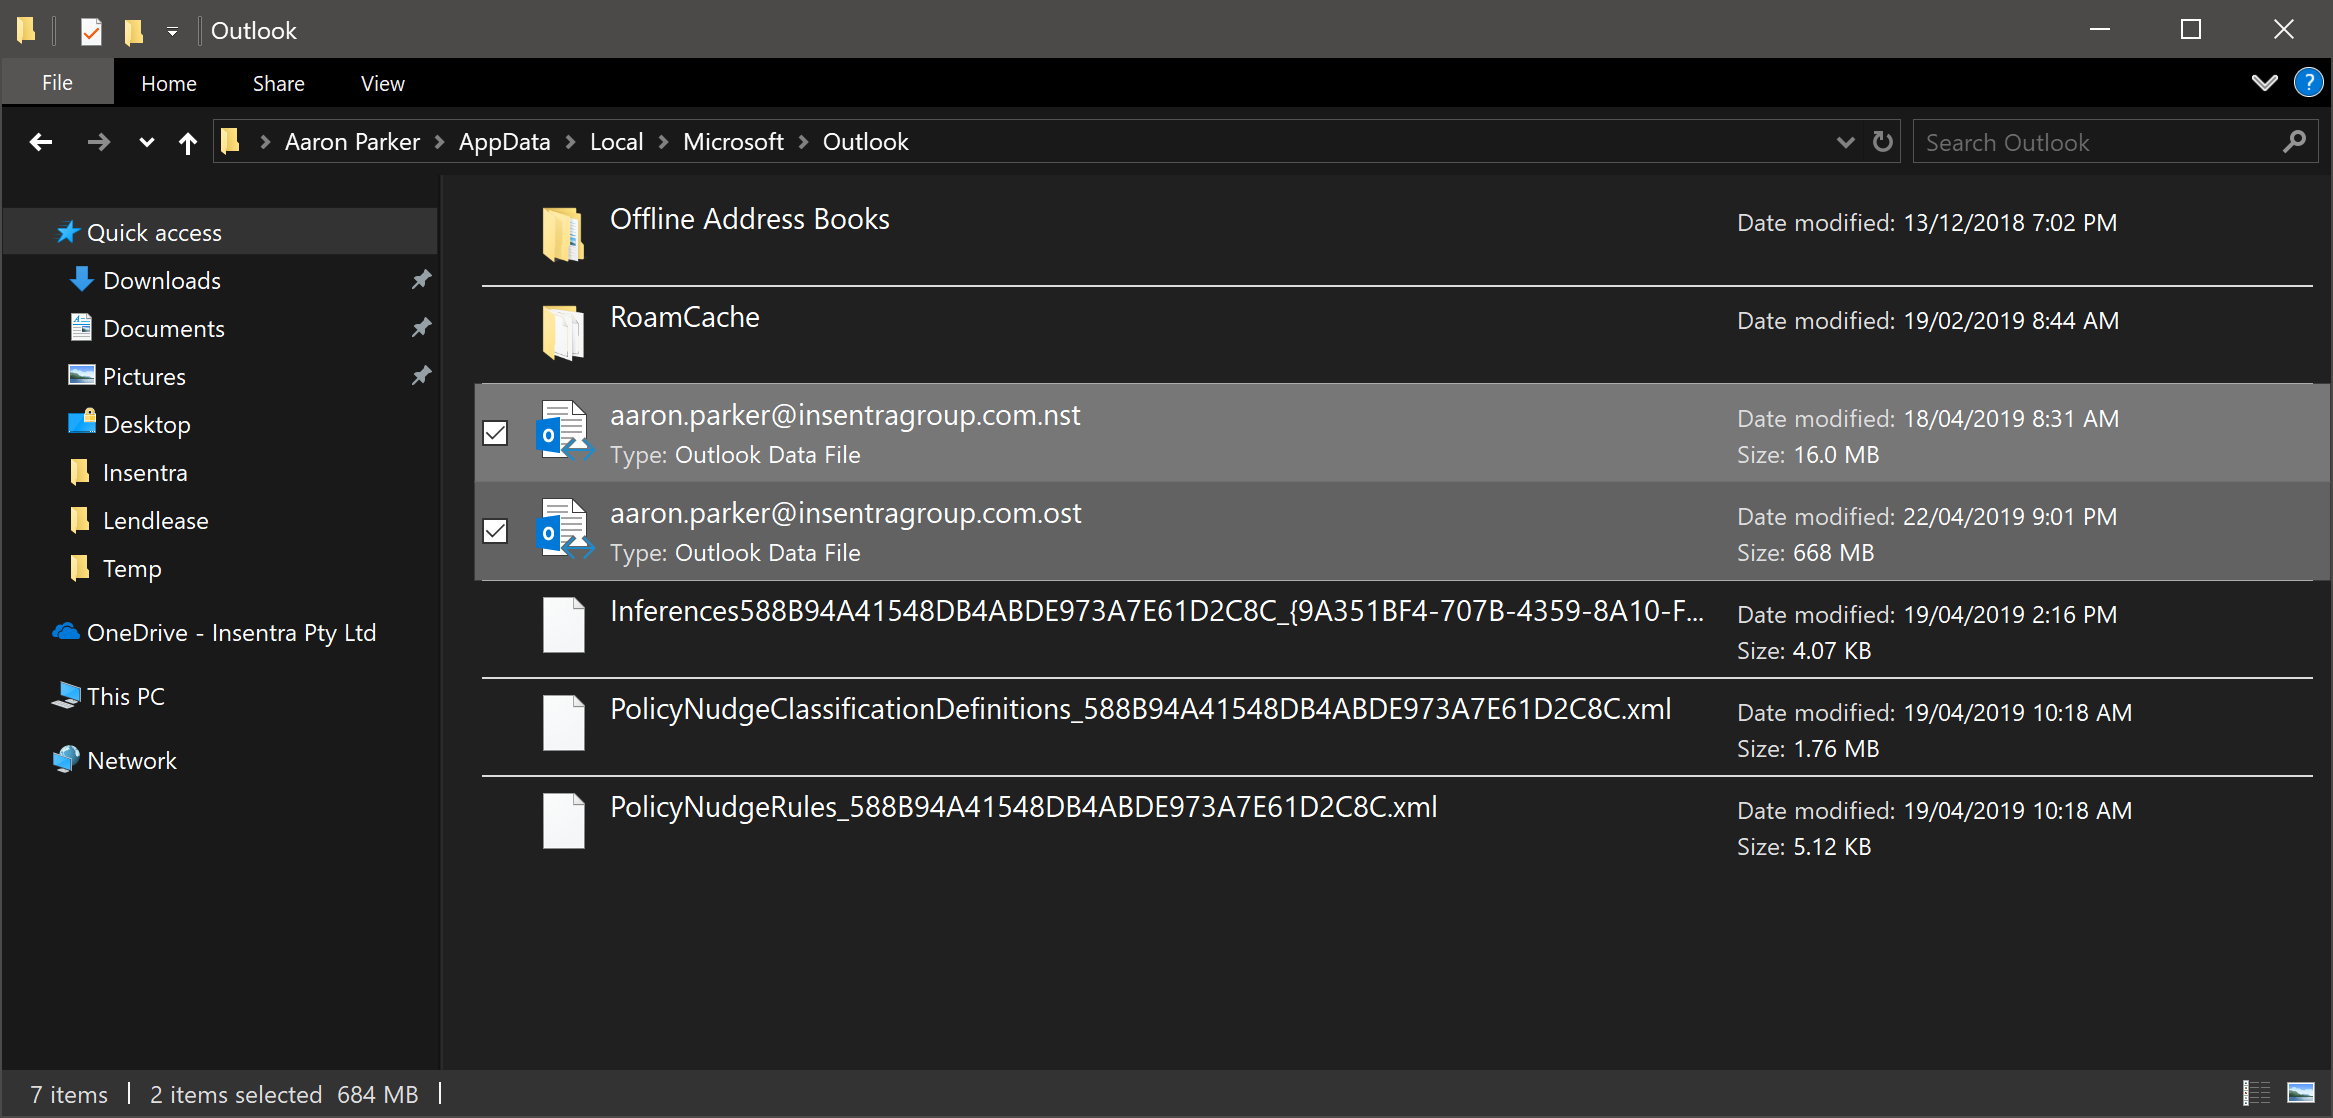 Outlook
File Home Share View
?
Aaron Parker AppData Local Microsoft Outlook
Search Outlook
Quick access
Downloads
Documents
Pictures
Desktop
Insentra
Lendlease
Temp
OneDrive - Insentra Pty Ltd
This PC
Network
Offline Address Books
Date modified: 13/12/2018 7:02 PM
RoamCache
Date modified: 19/02/2019 8:44 AM
aaron.parker@insentragroup.com.nst
Date modified: 18/04/2019 8:31 AM
Type: Outlook Data File
Size: 16.0 MB
aaron.parker@insentragroup.com.ost
Date modified: 22/04/2019 9:01 PM
Type: Outlook Data File
Size: 668 MB
Inferences588B94A41548DB4ABDE973A7E61D2C8C_{9A351BF4-707B-4359-8A10-F...
Date modified: 19/04/2019 2:16 PM
Size: 4.07 KB
PolicyNudgeClassificationDefinitions_588B94A41548DB4ABDE973A7E61D2C8C.xml
Date modified: 19/04/2019 10:18 AM
Size: 1.76 MB
PolicyNudgeRules_588B94A41548DB4ABDE973A7E61D2C8C.xml
Date modified: 19/04/2019 10:18 AM
Size: 5.12 KB
7 items 2 items selected 684 MB